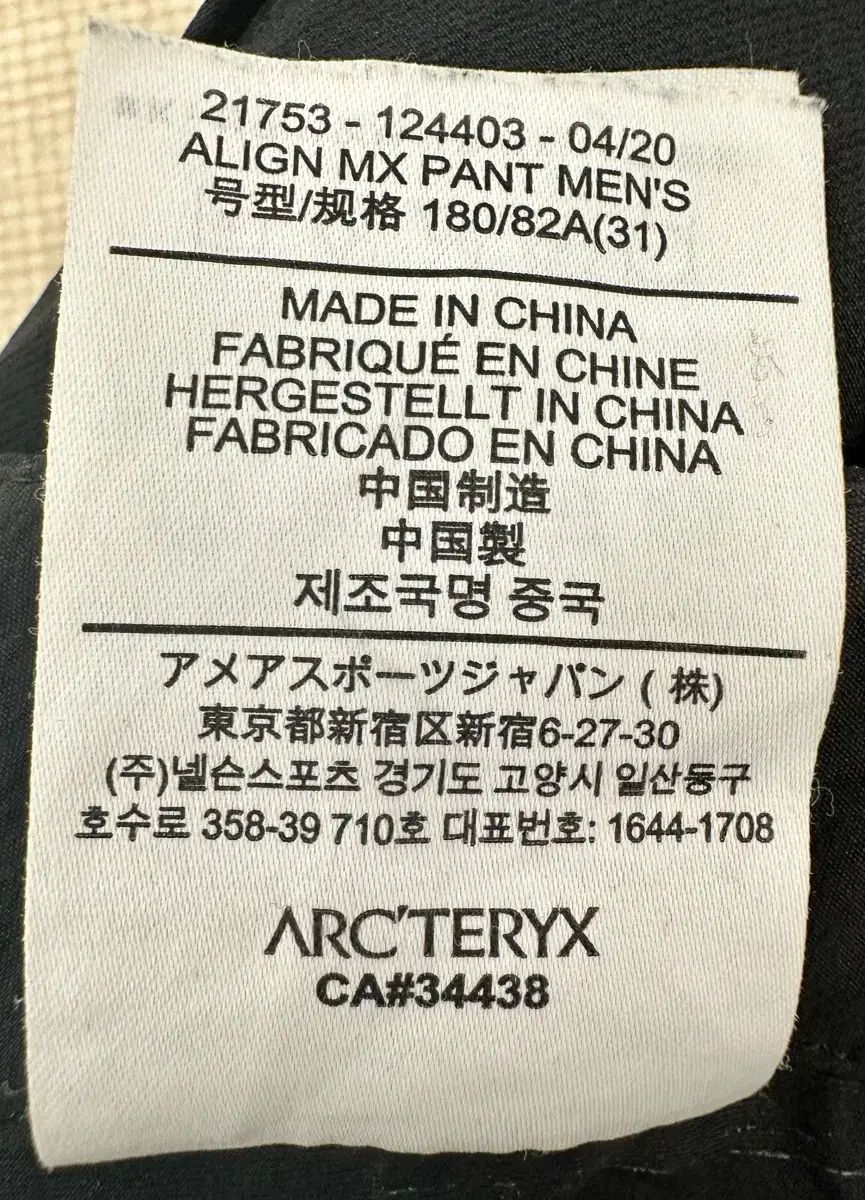 21753 - 124403 - 04/20
ALIGN MX PANT MEN'S
号型/规格 180/82A(31)
MADE IN CHINA
FABRIQUÉ EN CHINE
HERGESTELLT IN CHINA
FABRICADO EN CHINA
中国制造
中国製
제조국명 중국
アメアスポーツジャパン ( 株)
東京都新宿区新宿6-27-30
(주)넬슨스포츠 경기도 고양시 일산동구
호수로 358-39 710호 대표번호: 1644-1708
ARC'TERYX
CA#34438